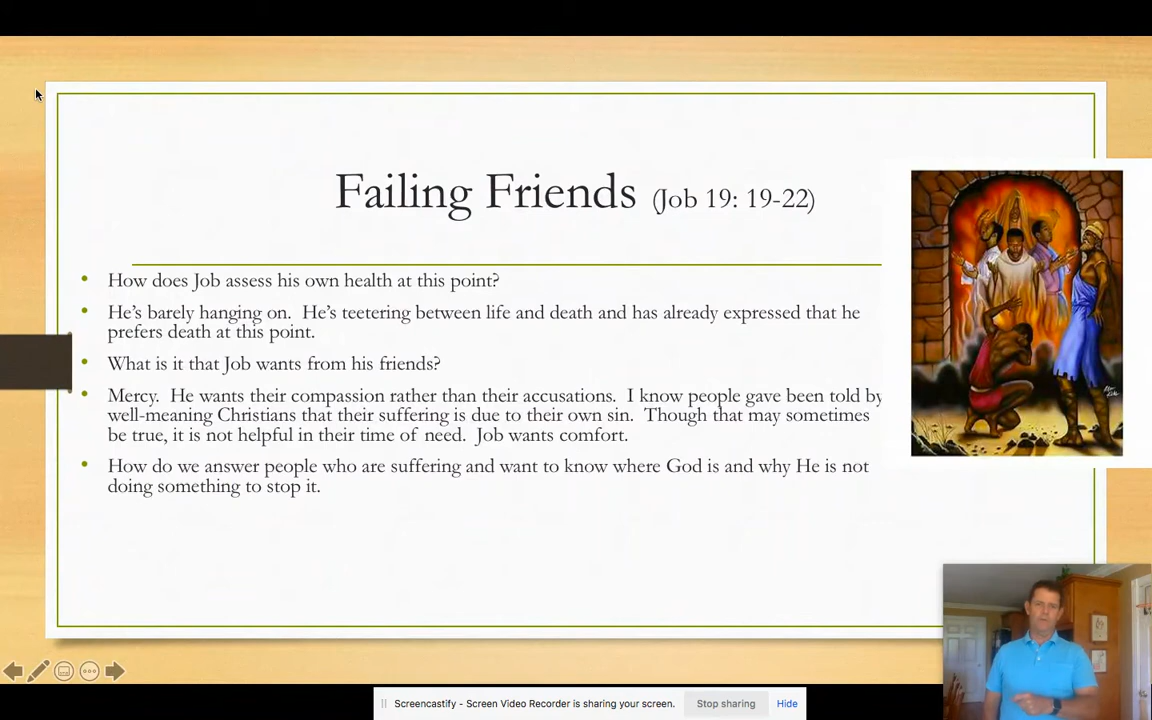 Failing Friends (Job 19: 19-22)
How does Job assess his own health at this point?
He's barely hanging on.  He's teetering between life and death and has already expressed that he
prefers death at this point.
What is it that Job wants from his friends?
Mercy.  He wants their compassion rather than their accusations.  I know people gave been told by
well-meaning Christians that their suffering is due to their own sin.  Though that may sometimes
be true, it is not helpful in their time of need.  Job wants comfort.
How do we answer people who are suffering and want to know where God is and why He is not
doing something to stop it.
Screencastify - Screen Video Recorder is sharing your screen.
Stop sharing
Hide